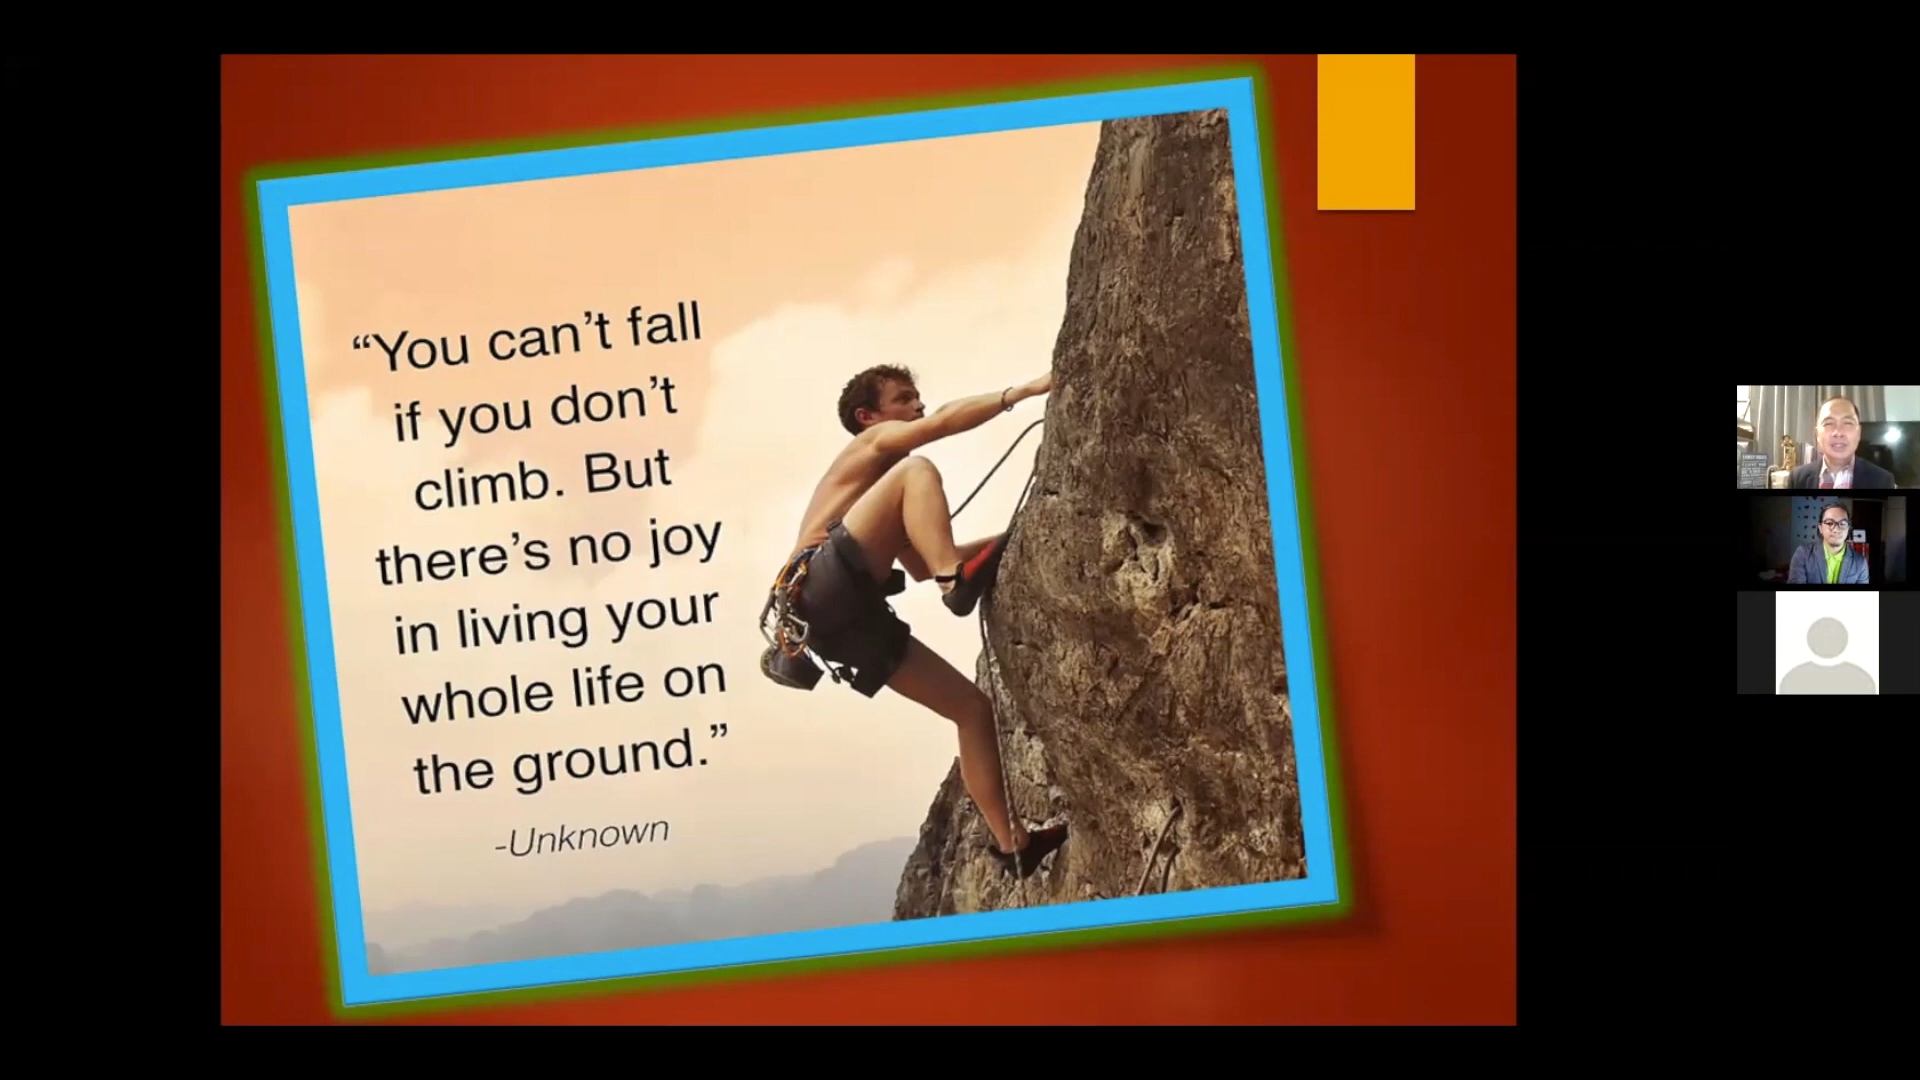 “You can’t fall
if you don’t
climb. But
there’s no joy
in living your
whole life on
the ground.”
-Unknown